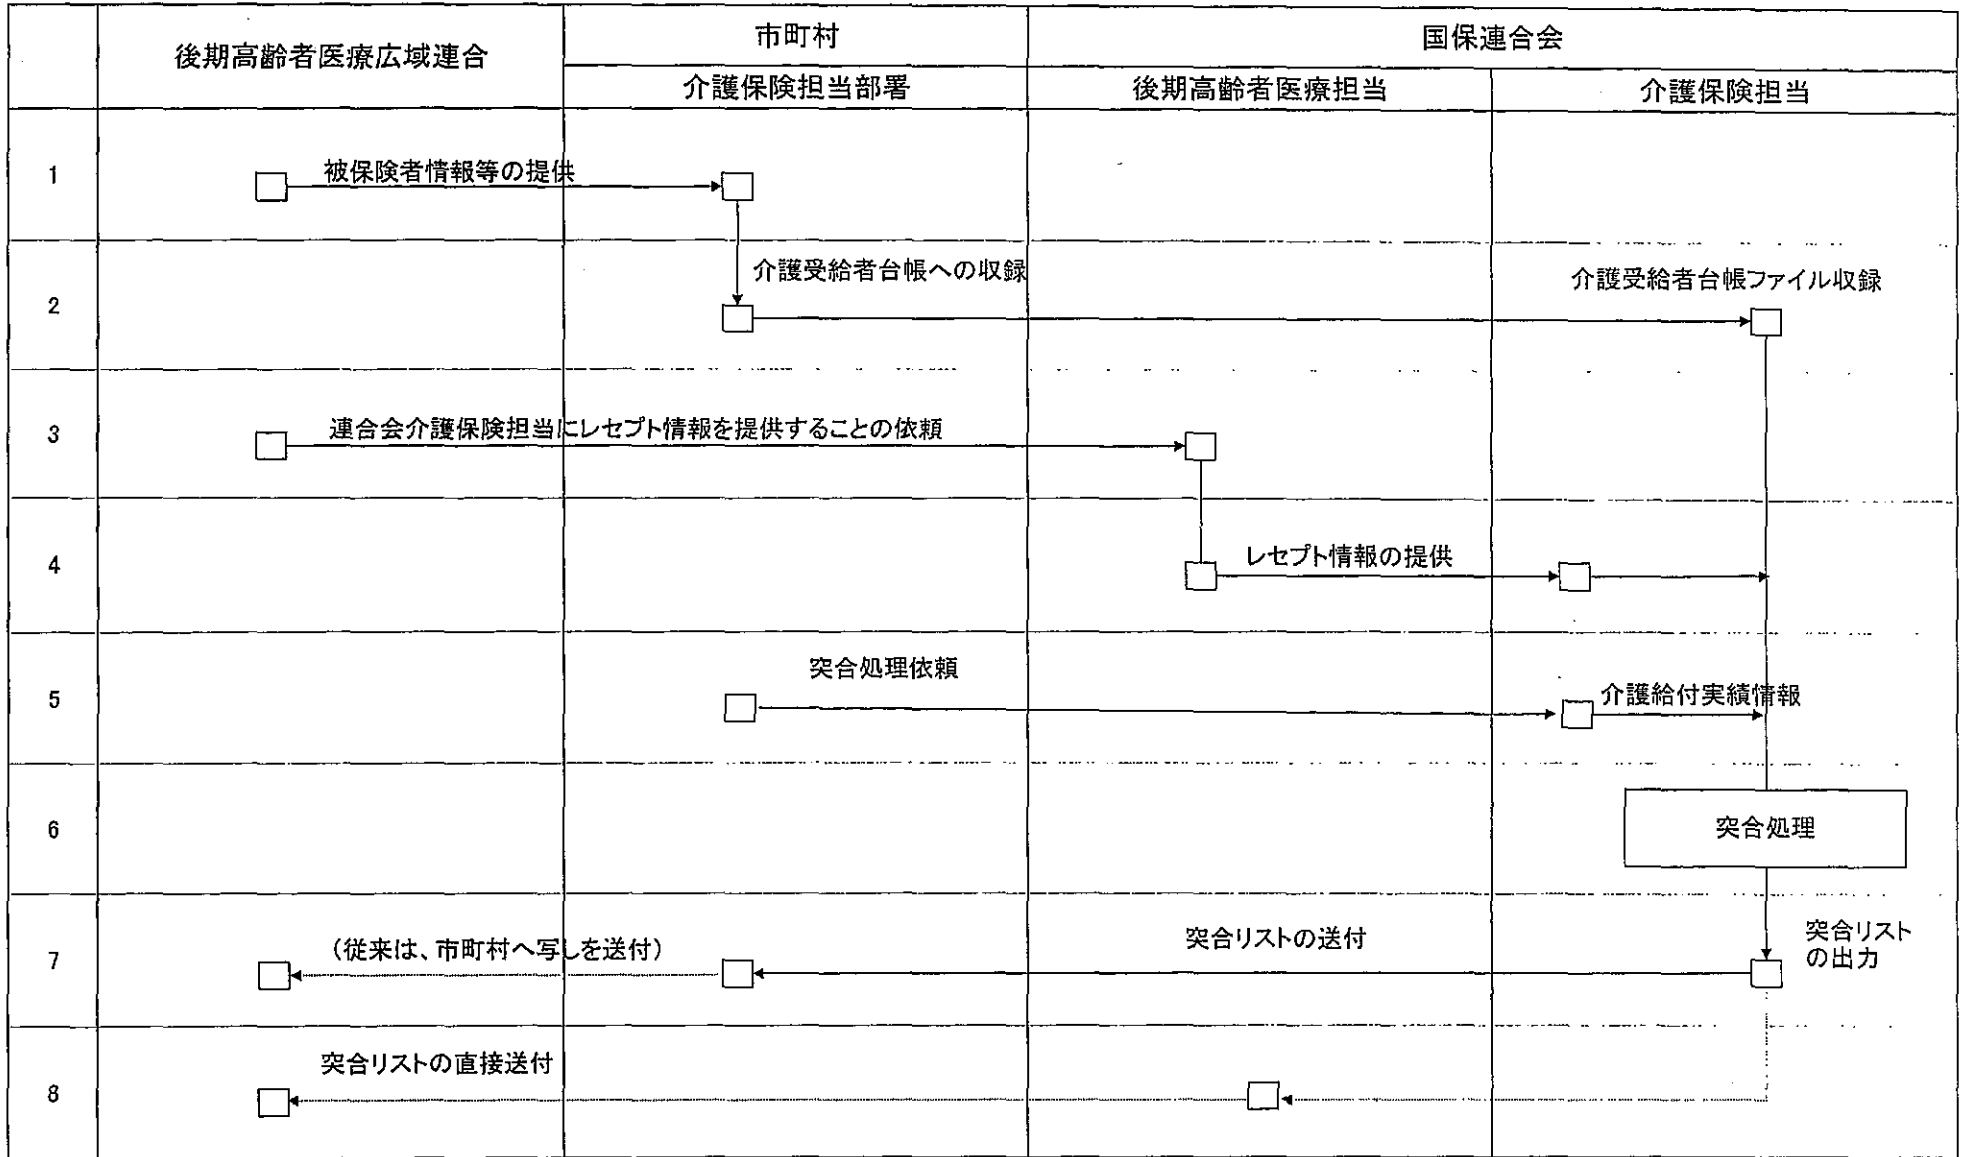 後期高齢者医療広域連合
市町村
国保連合会
介護保険担当部署
後期高齢者医療担当
介護保険担当
1
被保険者情報等の提供
2
介護受給者台帳への収録
介護受給者台帳ファイル収録
3
連合会介護保険担当にレセプト情報を提供することの依頼
4
レセプト情報の提供
5
突合処理依頼
介護給付実績情報
6
突合処理
7
(従来は、市町村へ写しを送付)
突合リストの送付
突合リスト
の出力
8
突合リストの直接送付